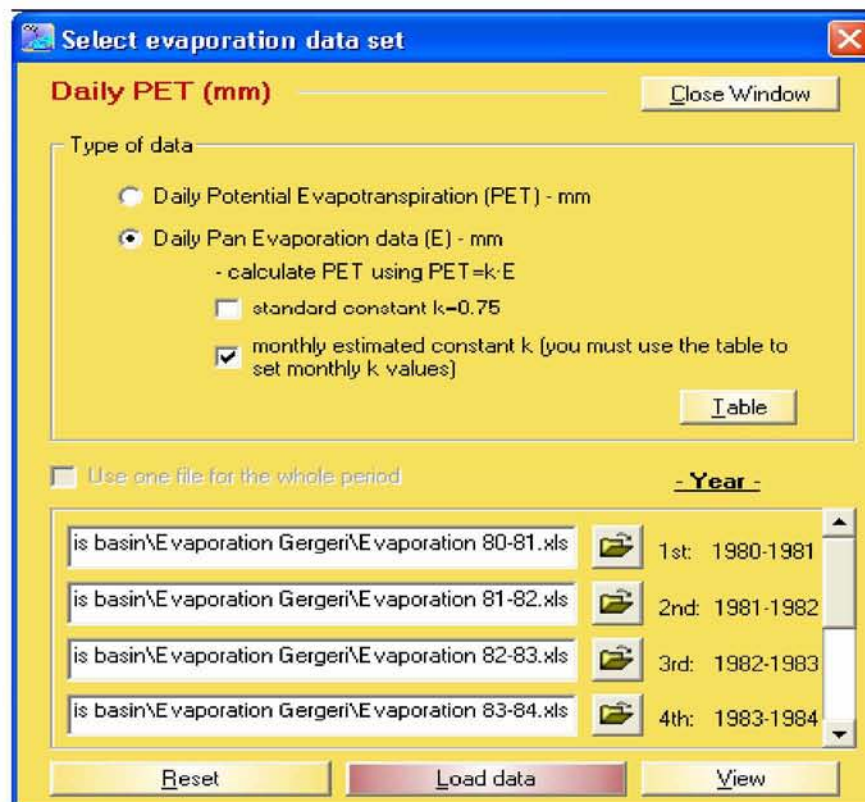 Select evaporation data set
Daily PET (mm)
Close Window
Type of data
Daily Potential Evapotranspiration (PET) - mm
Daily Pan Evaporation data (E) - mm
- calculate PET using PET=k·E
standard constant k=0.75
monthly estimated constant k (you must use the table to
set monthly k values)
Table
Use one file for the whole period
- Year -
is basin\Evaporation Gergeri\Evaporation 80-81.xls
1st: 1980-1981
is basin\Evaporation Gergeri\Evaporation 81-82.xls
2nd: 1981-1982
is basin\Evaporation Gergeri\Evaporation 82-83.xls
3rd: 1982-1983
is basin\Evaporation Gergeri\Evaporation 83-84.xls
4th: 1983-1984
Reset
Load data
View